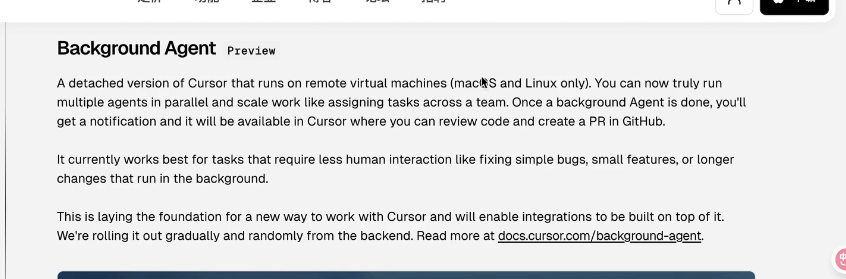 Background Agent Preview
A detached version of Cursor that runs on remote virtual machines (macOS and Linux only). You can now truly run
multiple agents in parallel and scale work like assigning tasks across a team. Once a background Agent is done, you'll
get a notification and it will be available in Cursor where you can review code and create a PR in GitHub.
It currently works best for tasks that require less human interaction like fixing simple bugs, small features, or longer
changes that run in the background.
This is laying the foundation for a new way to work with Cursor and will enable integrations to be built on top of it.
We're rolling it out gradually and randomly from the backend. Read more at docs.cursor.com/background-agent.